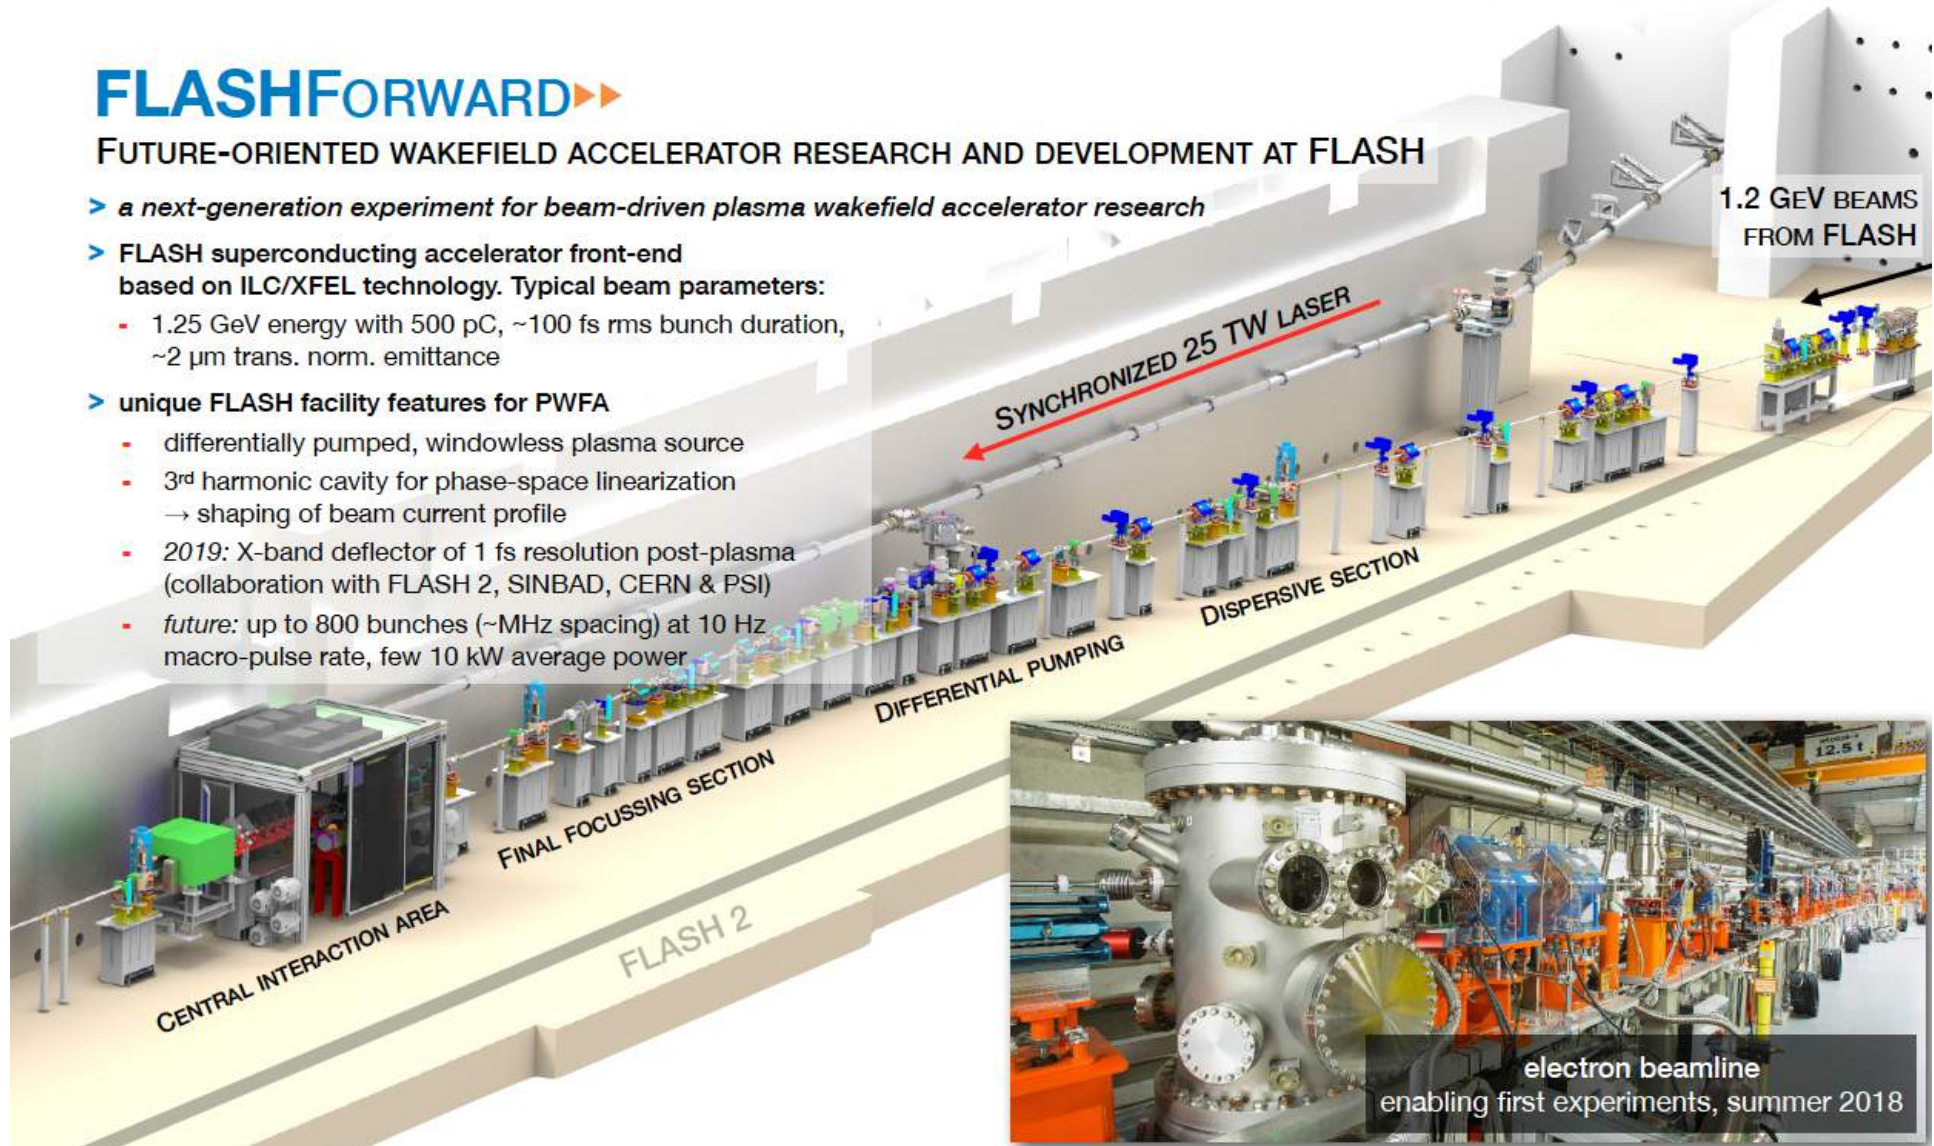 FLASHFORWARD
FUTURE-ORIENTED WAKEFIELD ACCELERATOR RESEARCH AND DEVELOPMENT AT FLASH
> a next-generation experiment for beam-driven plasma wakefield accelerator research
> FLASH superconducting accelerator front-end
based on ILC/XFEL technology. Typical beam parameters:
- 1.25 GeV energy with 500 pC, ~100 fs rms bunch duration,
~2 µm trans. norm. emittance
> unique FLASH facility features for PWFA
- differentially pumped, windowless plasma source
- 3rd harmonic cavity for phase-space linearization
→ shaping of beam current profile
- 2019: X-band deflector of 1 fs resolution post-plasma
(collaboration with FLASH 2, SINBAD, CERN & PSI)
- future: up to 800 bunches (~MHz spacing) at 10 Hz
macro-pulse rate, few 10 kW average power
1.2 GEV BEAMS
FROM FLASH
SYNCHRONIZED 25 TW LASER
DISPERSIVE SECTION
DIFFERENTIAL PUMPING
FINAL FOCUSSING SECTION
CENTRAL INTERACTION AREA
FLASH 2
12.5 t
electron beamline
enabling first experiments, summer 2018